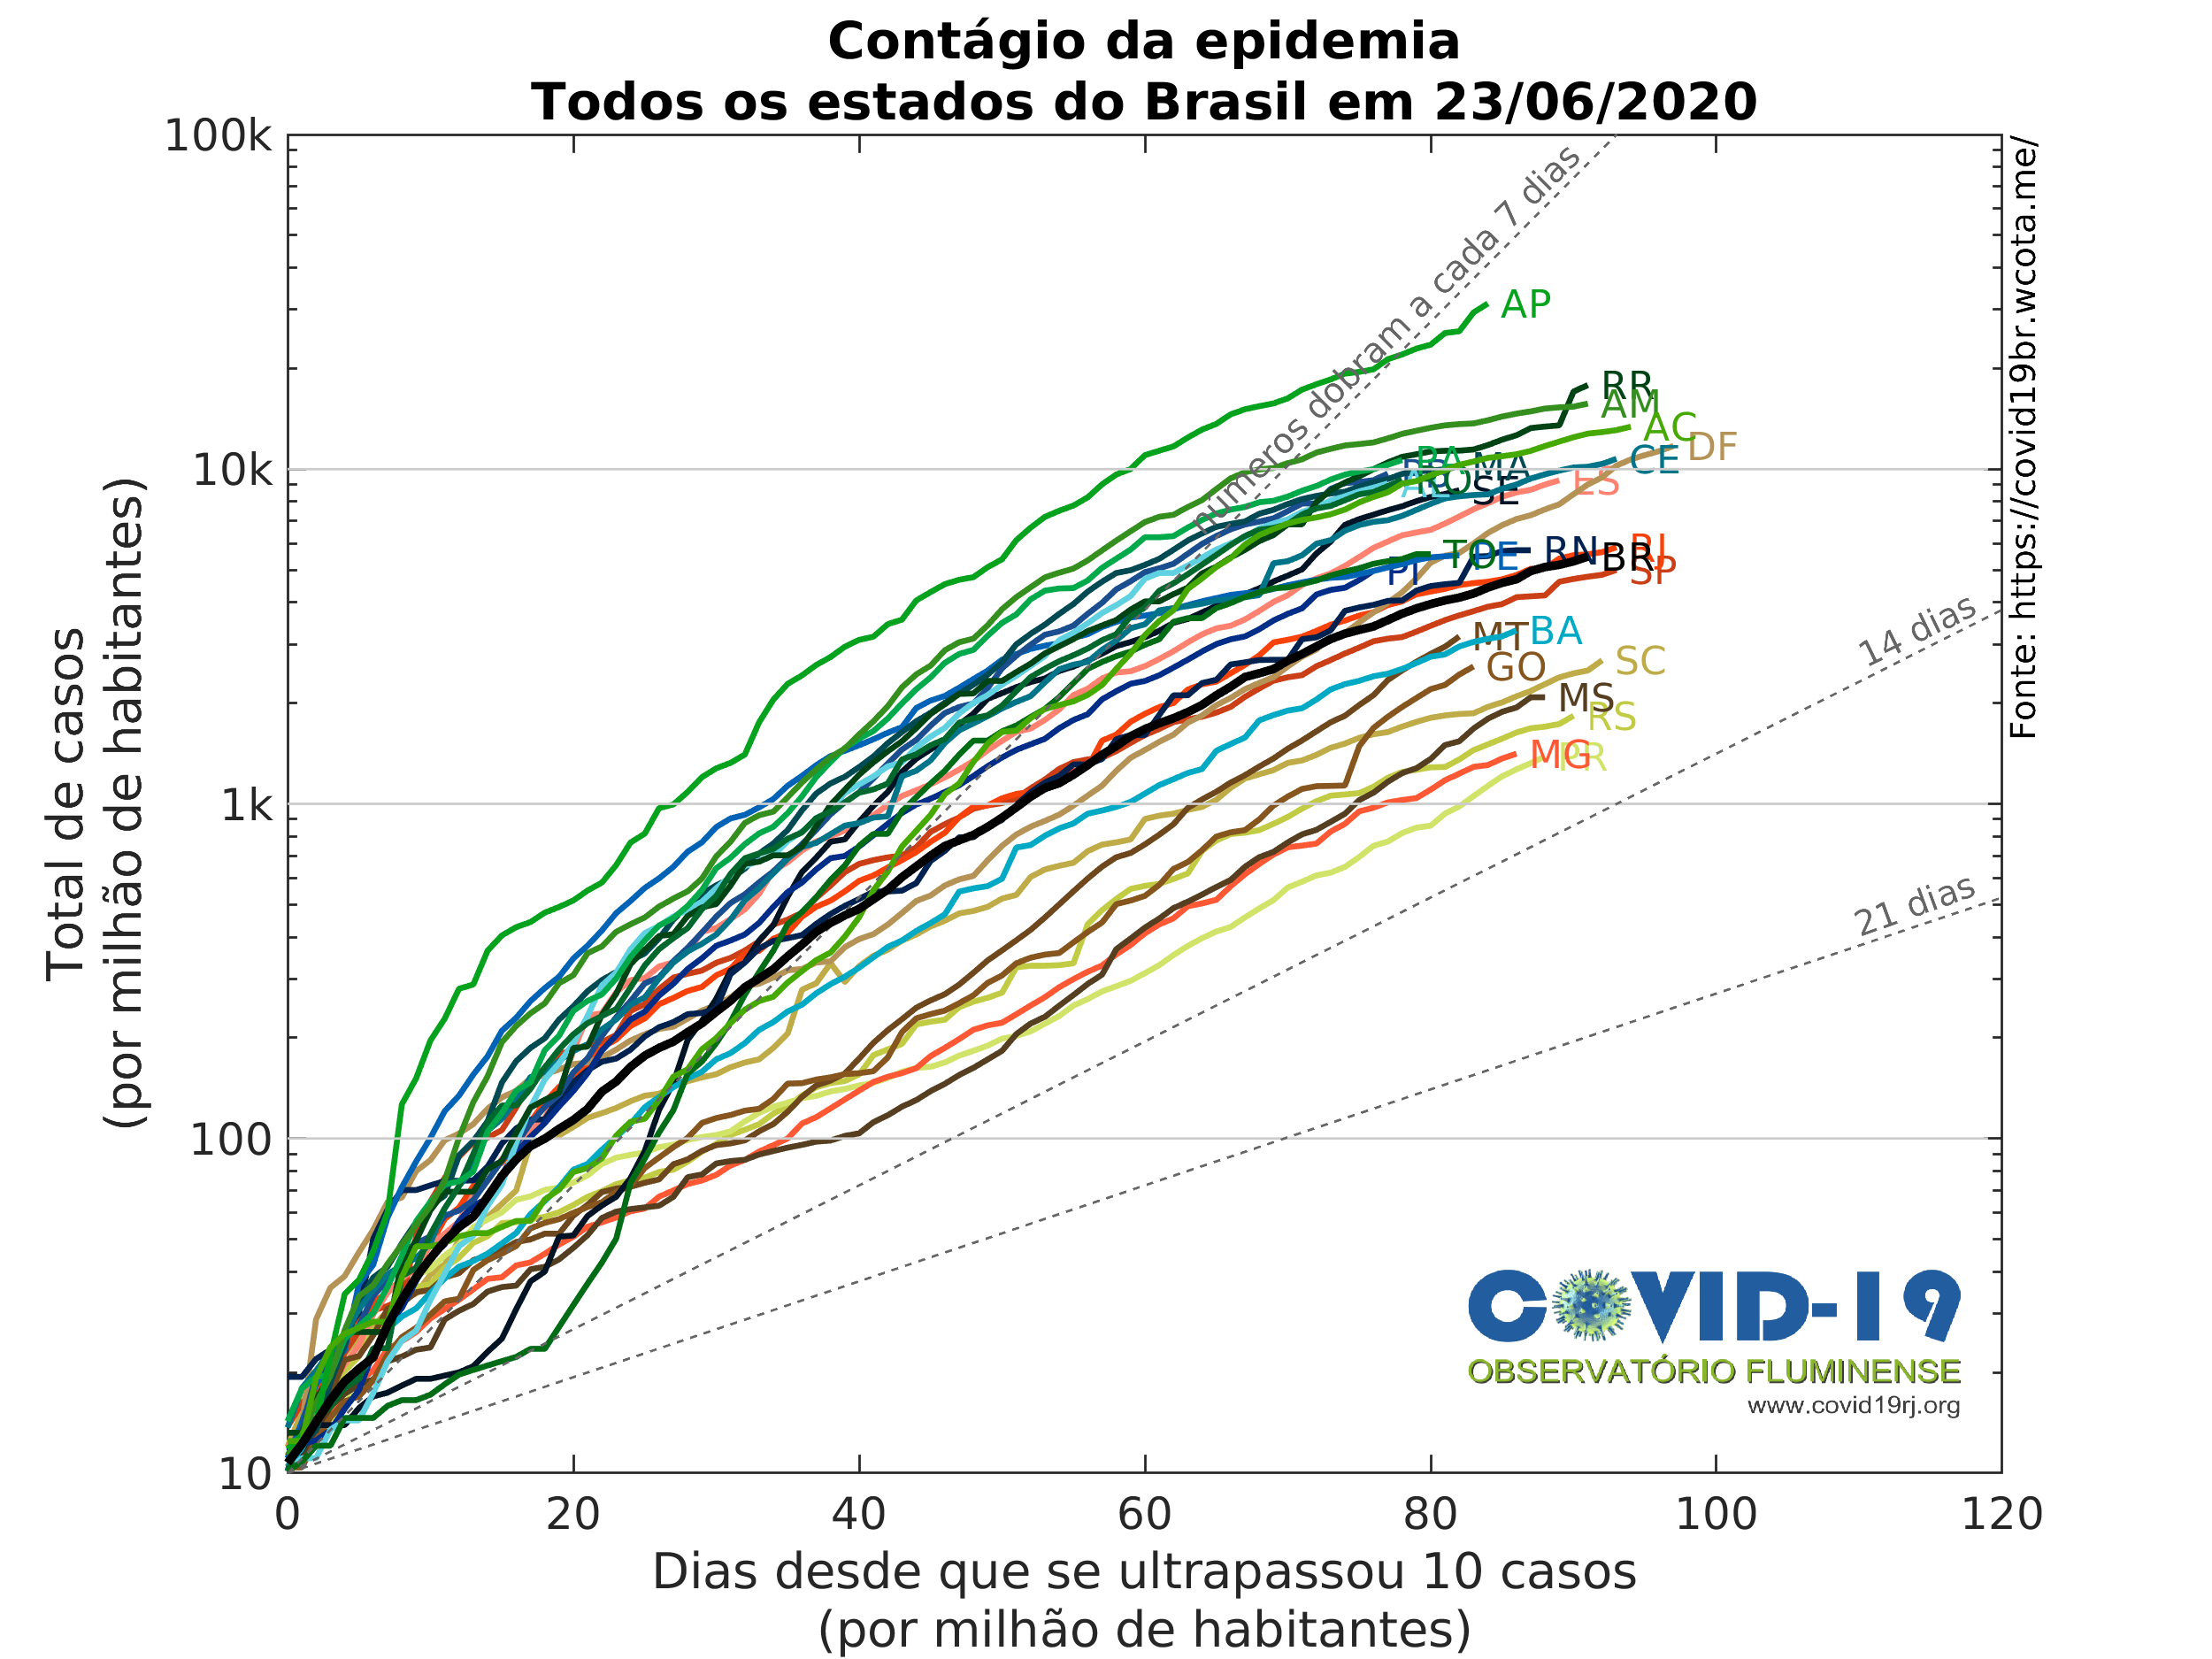 Contágio da epidemia
Todos os estados do Brasil em 23/06/2020
100k
10k
1k
100
10
Total de casos
(por milhão de habitantes)
números dobram a cada 7 dias
14 dias
21 dias
AP
RR
AM
AC
DF
CE
PA
MA
RO
SE
ES
RJ
BR
RN
PE
TO
PI
SP
BA
MT
GO
SC
MS
RS
MG
PR
Fonte: https://covid19br.wcota.me/
COVID-19
OBSERVATÓRIO FLUMINENSE
www.covid19rj.org
0 20 40 60 80 100 120
Dias desde que se ultrapassou 10 casos
(por milhão de habitantes)